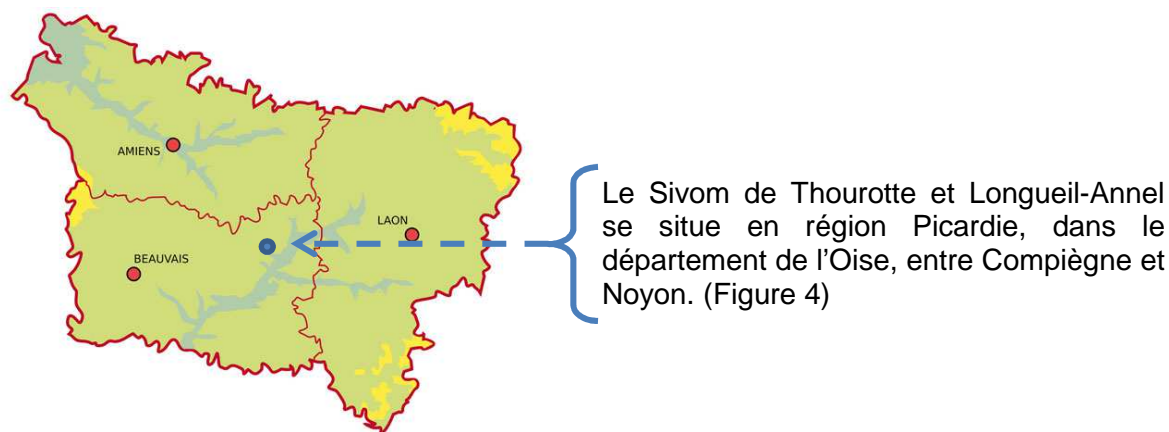 AMIENS
LAON
BEAUVAIS
Le Sivom de Thourotte et Longueil-Annel
se situe en région Picardie, dans le
département de l’Oise, entre Compiègne et
Noyon. (Figure 4)